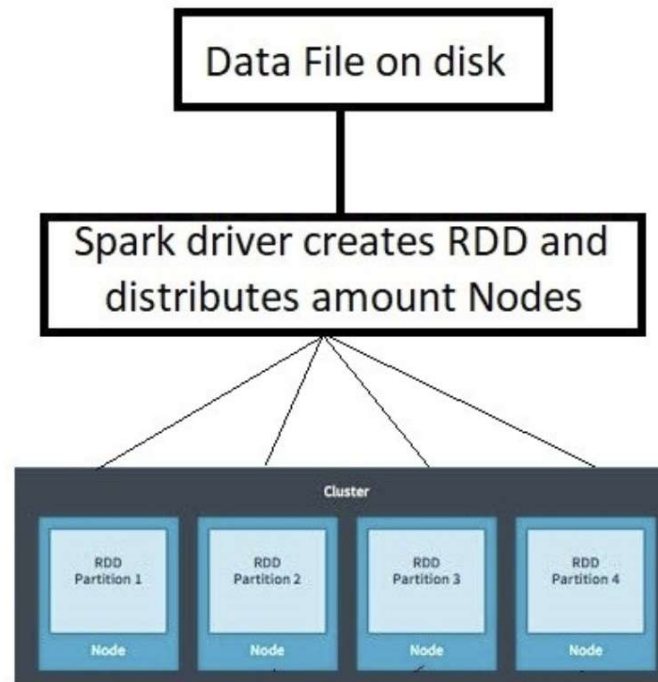 Data File on disk
Spark driver creates RDD and
distributes amount Nodes
Cluster
RDD
Partition 1
Node
RDD
Partition 2
Node
RDD
Partition 3
Node
RDD
Partition 4
Node